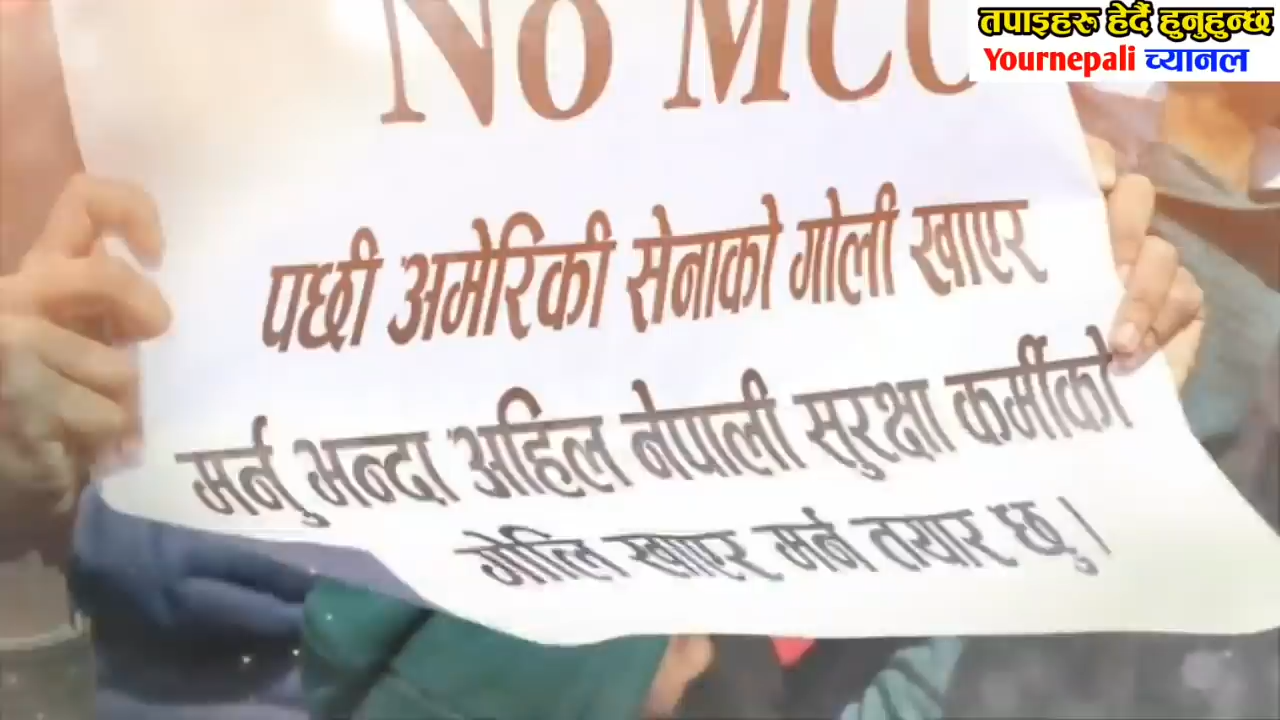 तपाइहरू हेर्दै हुनुहुन्छ
Yournepali च्यानल
No MCC
पछी अमेरिकी सेनाको गोली खाएर
मर्नु भन्दा अहिल नेपाली सुरक्षा कर्मीको
गोलि खाएर मर्न तयार छु।